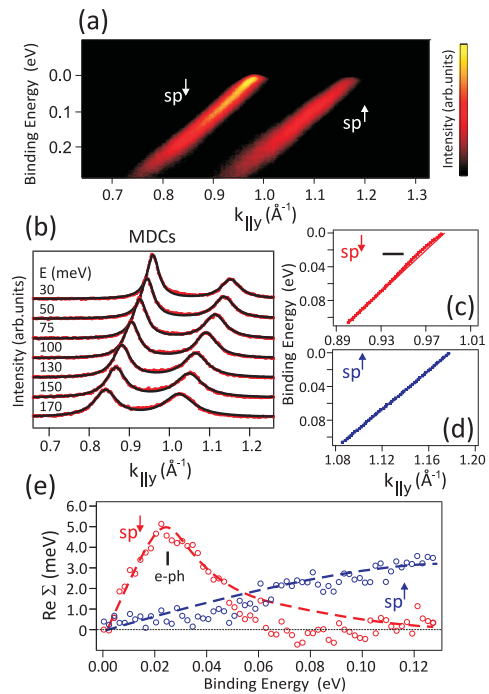 (a)
0.0
0.1
0.2
Binding Energy (eV)
sp↓
sp↑
Intensity (arb.units)
0.7 0.8 0.9 1.0 1.1 1.2 1.3
k||y (Å-1)
(b)
MDCs
E (meV)
30
50
75
100
130
150
170
Intensity (arb.units)
0.7 0.8 0.9 1.0 1.1 1.2
k||y (Å-1)
sp↓
(c)
0.0
0.04
0.08
0.89 0.93 0.97 1.01
Binding Energy (eV)
sp↑
(d)
0.0
0.04
0.08
1.08 1.12 1.16 1.20
k||y (Å-1)
(e)
6.0
5.0
4.0
3.0
2.0
1.0
0
Re Σ (meV)
sp↓
e-ph
sp↑
0.00 0.02 0.04 0.06 0.08 0.10 0.12
Binding Energy (eV)